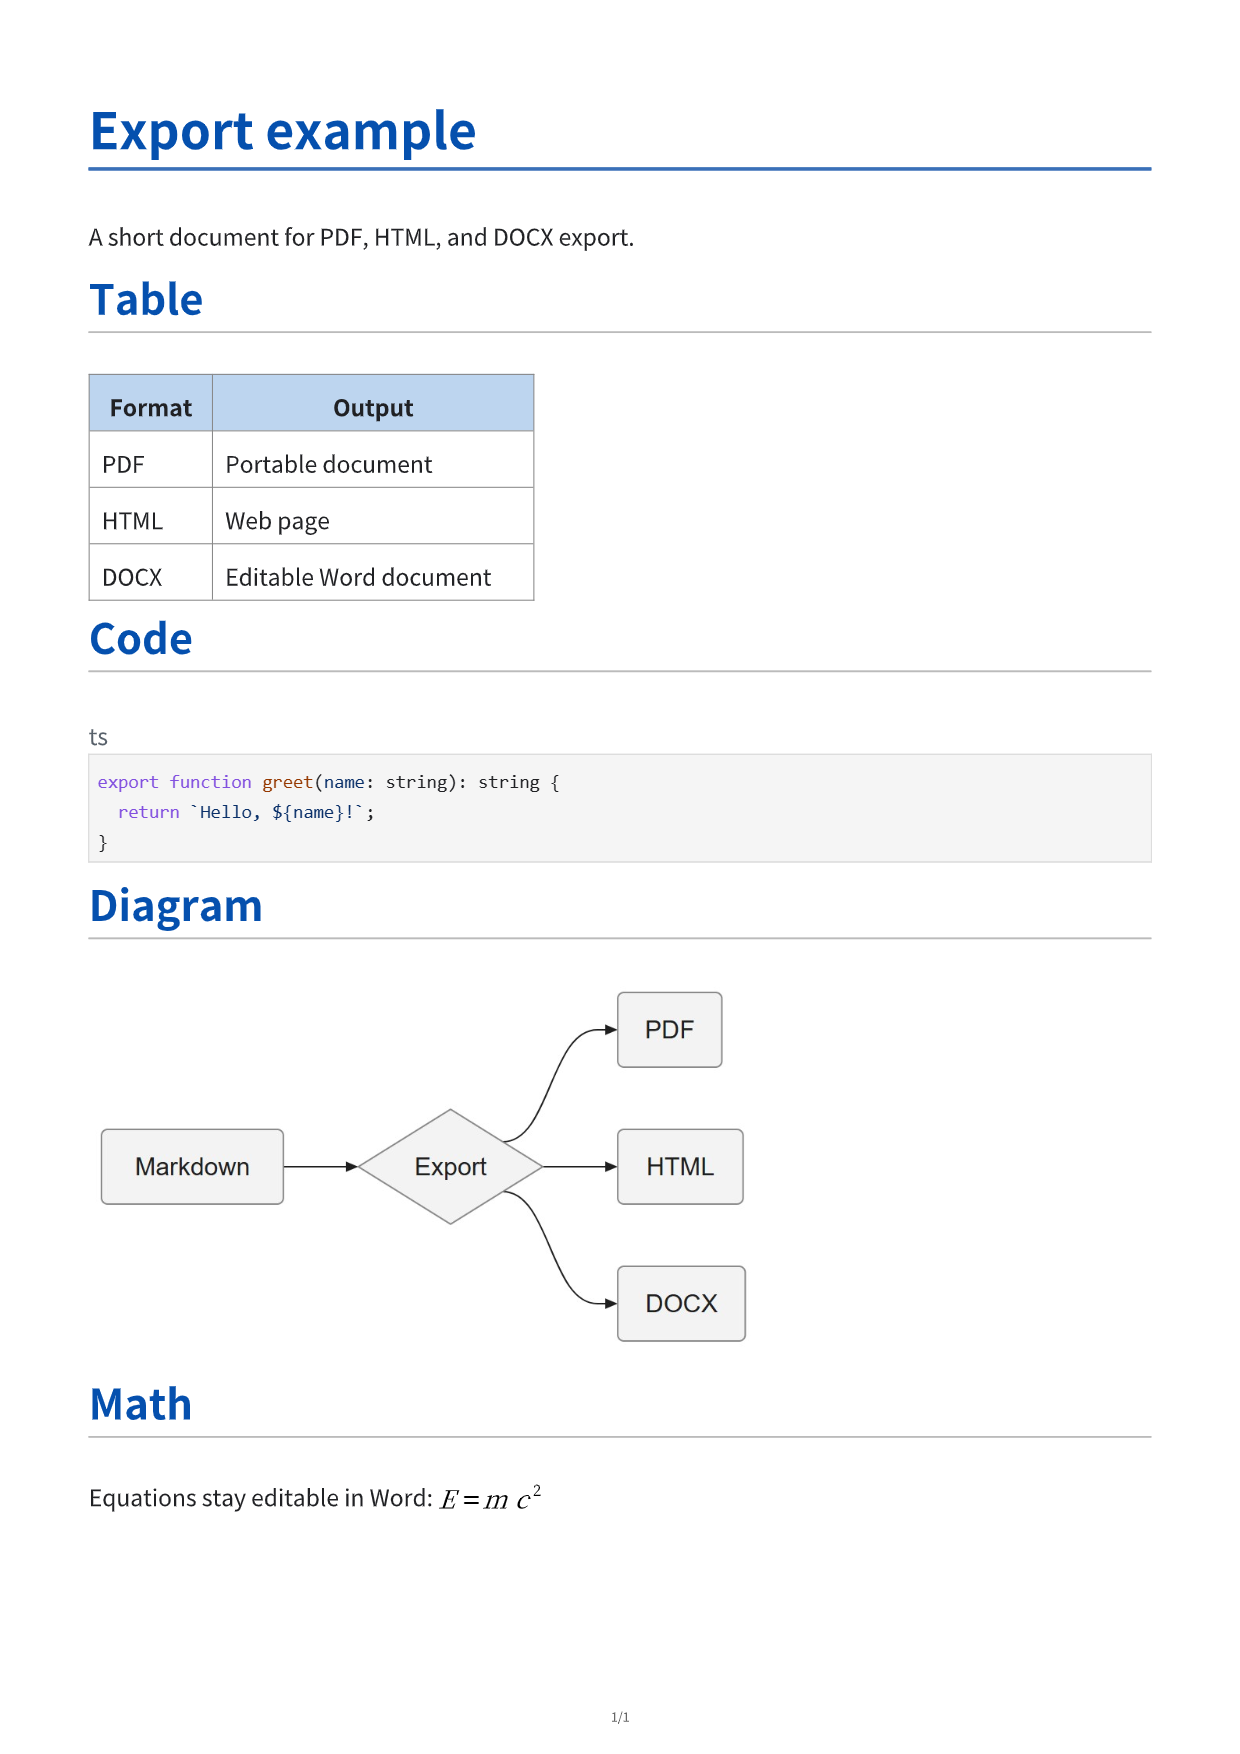 Export example
A short document for PDF, HTML, and DOCX export.
Table
Format Output
PDF Portable document
HTML Web page
DOCX Editable Word document
Code
ts
export function greet(name: string): string {
  return `Hello, ${name}!`;
}
Diagram
PDF
Markdown Export HTML
DOCX
Math
Equations stay editable in Word: E = m c²
1/1